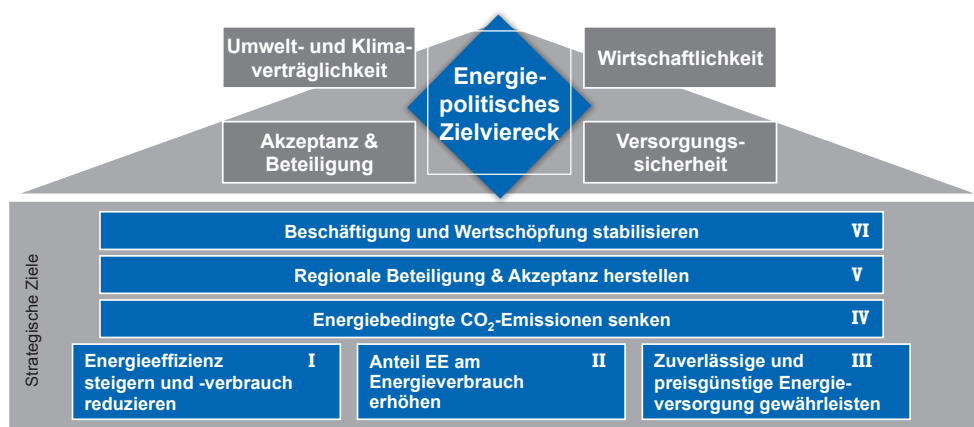 Umwelt- und Klima-
verträglichkeit
Energie-
politisches
Zielviereck
Wirtschaftlichkeit
Akzeptanz &
Beteiligung
Versorgungs-
sicherheit
Strategische Ziele
Beschäftigung und Wertschöpfung stabilisieren VI
Regionale Beteiligung & Akzeptanz herstellen V
Energiebedingte CO₂-Emissionen senken IV
Energieeffizienz I
steigern und -verbrauch
reduzieren
Anteil EE am II
Energieverbrauch
erhöhen
Zuverlässige und III
preisgünstige Energie-
versorgung gewährleisten